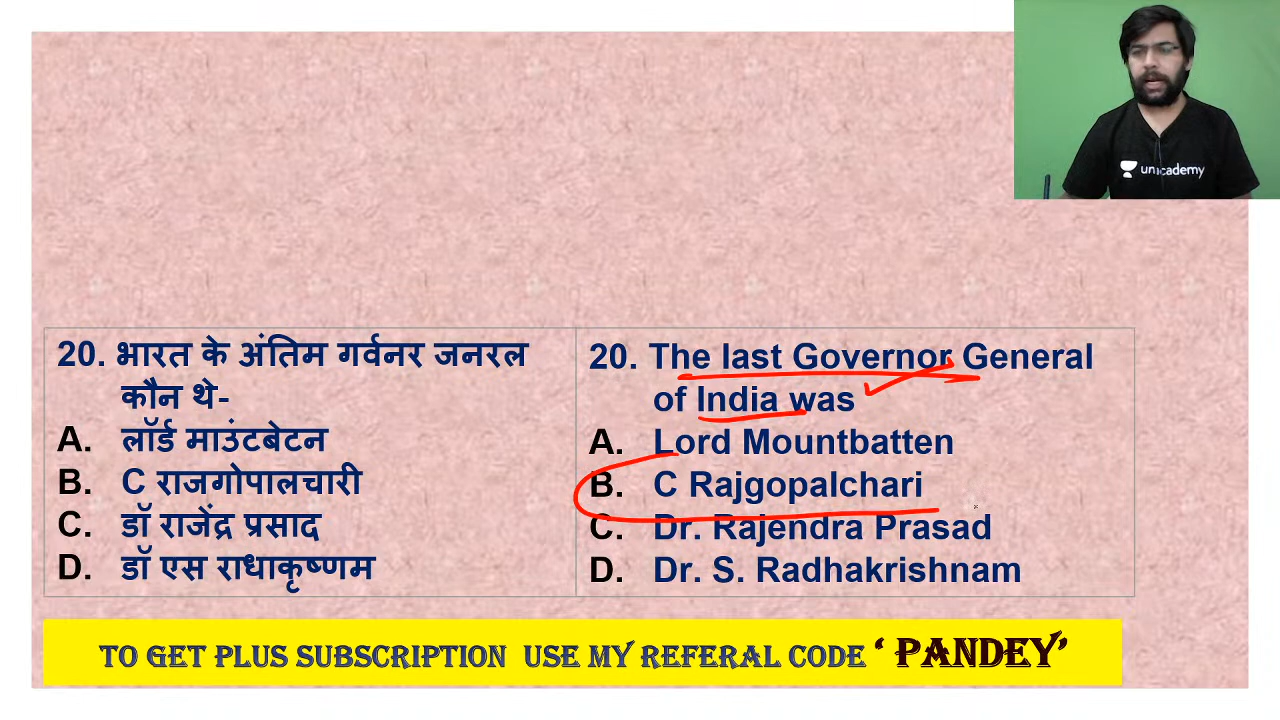 unacademy
20. भारत के अंतिम गर्वनर जनरल
कौन थे-
A. लॉर्ड माउंटबेटन
B. C राजगोपालचारी
C. डॉ राजेंद्र प्रसाद
D. डॉ एस राधाकृष्णम
20. The last Governor General
of India was
A. Lord Mountbatten
B. C Rajgopalchari
C. Dr. Rajendra Prasad
D. Dr. S. Radhakrishnam
TO GET PLUS SUBSCRIPTION USE MY REFERAL CODE ‘ PANDEY’